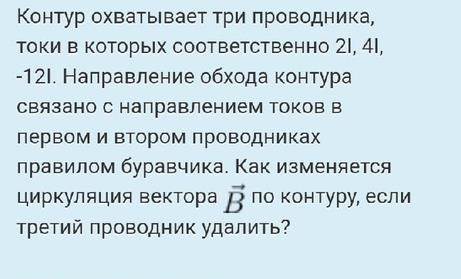 Контур охватывает три проводника,
токи в которых соответственно 2I, 4I,
-12I. Направление обхода контура
связано с направлением токов в
первом и втором проводниках
правилом буравчика. Как изменяется
циркуляция вектора $\vec{B}$ по контуру, если
третий проводник удалить?